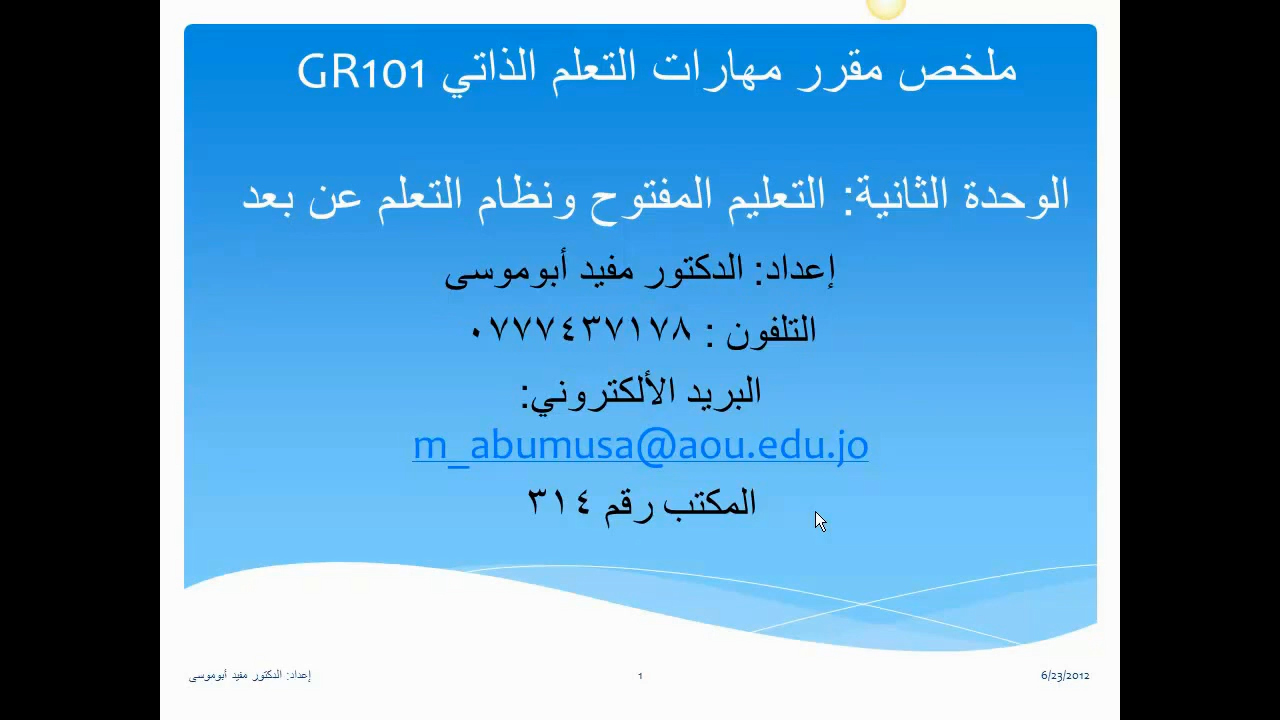 ملخص مقرر مهارات التعلم الذاتي GR101
الوحدة الثانية: التعليم المفتوح ونظام التعلم عن بعد
إعداد: الدكتور مفيد أبوموسى
التلفون : ٠٧٧٧٤٣٧١٧٨
البريد الألكتروني:
m_abumusa@aou.edu.jo
المكتب رقم ٣١٤
إعداد: الدكتور مفيد أبوموسى
1
6/23/2012